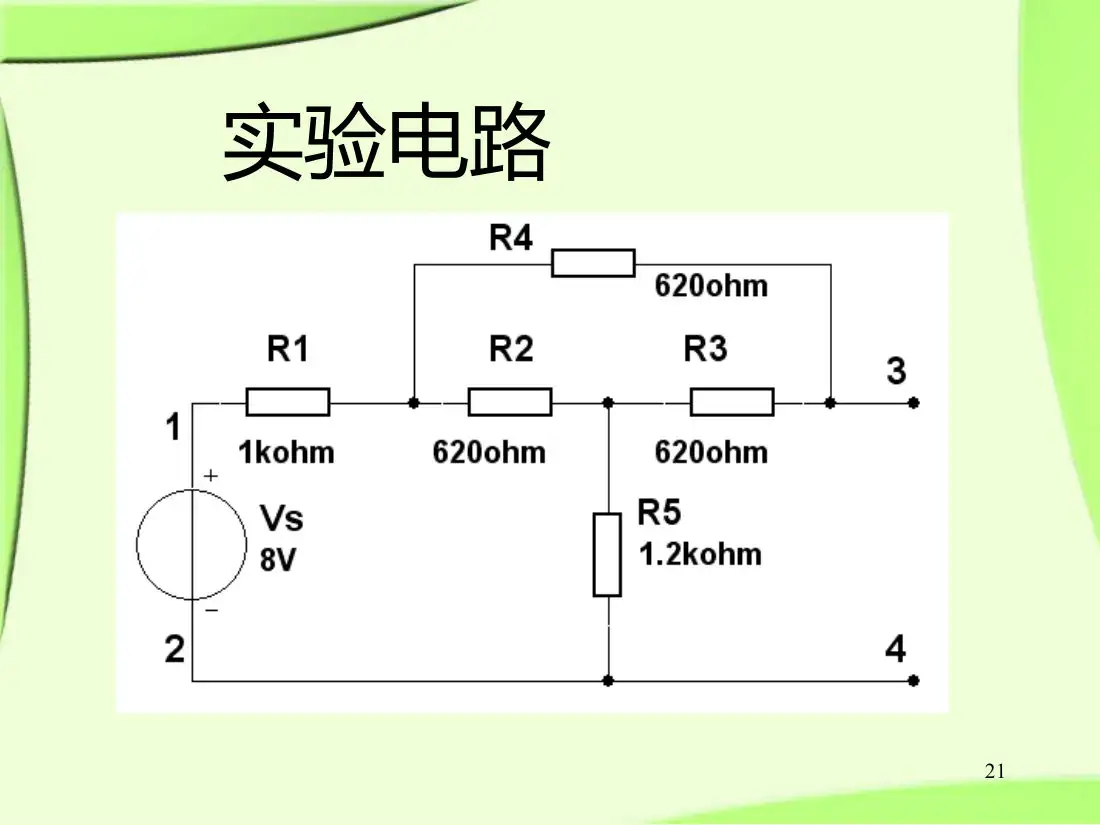 实验电路
R4
620ohm
R1 R2 R3
3
1
1kohm 620ohm 620ohm
+
Vs
8V
R5
1.2kohm
−
2
4
21